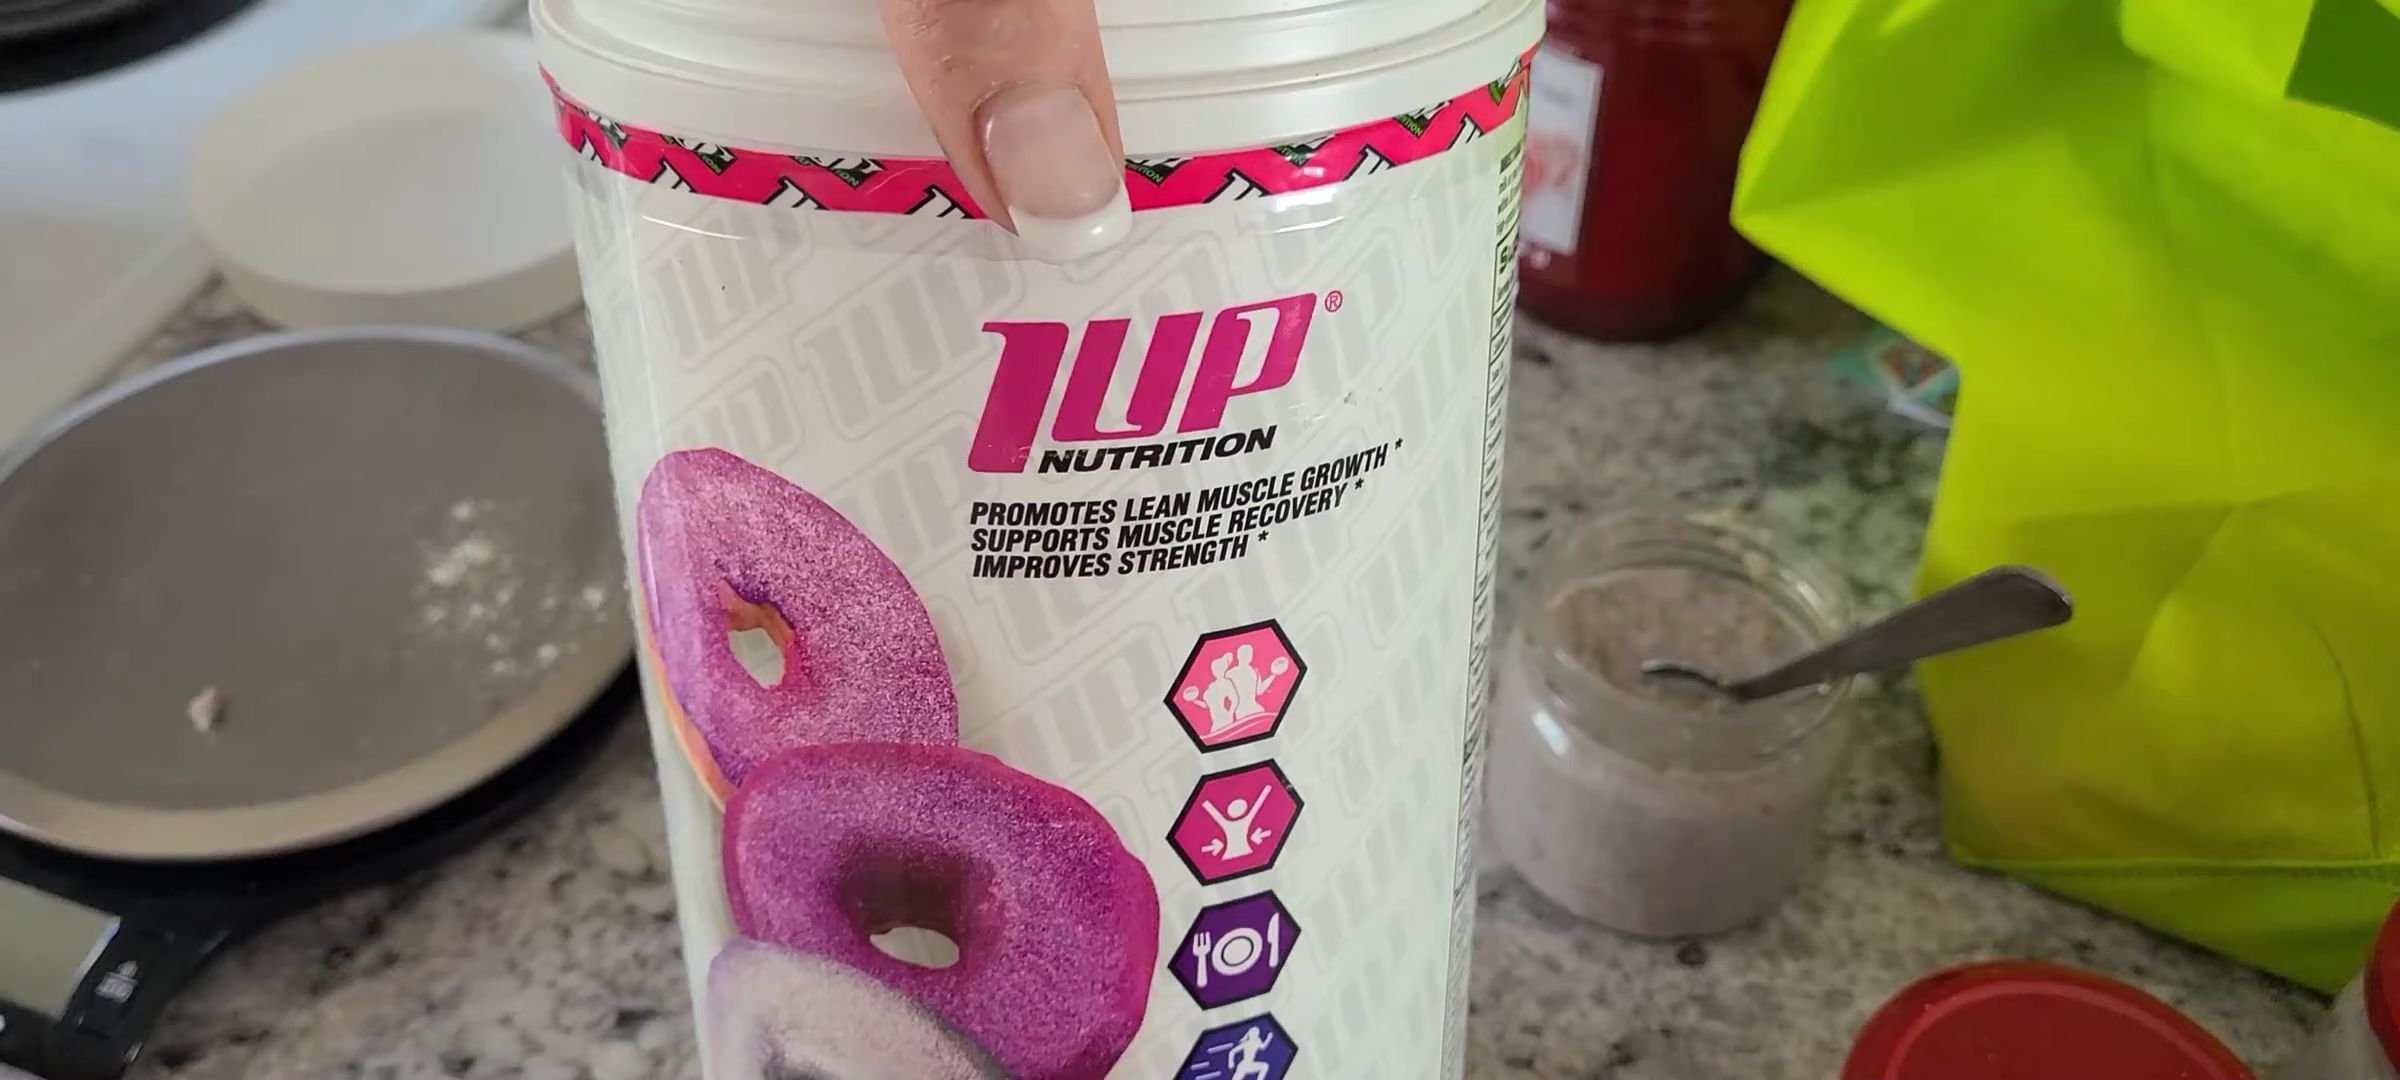 1UP®
NUTRITION
PROMOTES LEAN MUSCLE GROWTH*
SUPPORTS MUSCLE RECOVERY*
IMPROVES STRENGTH*